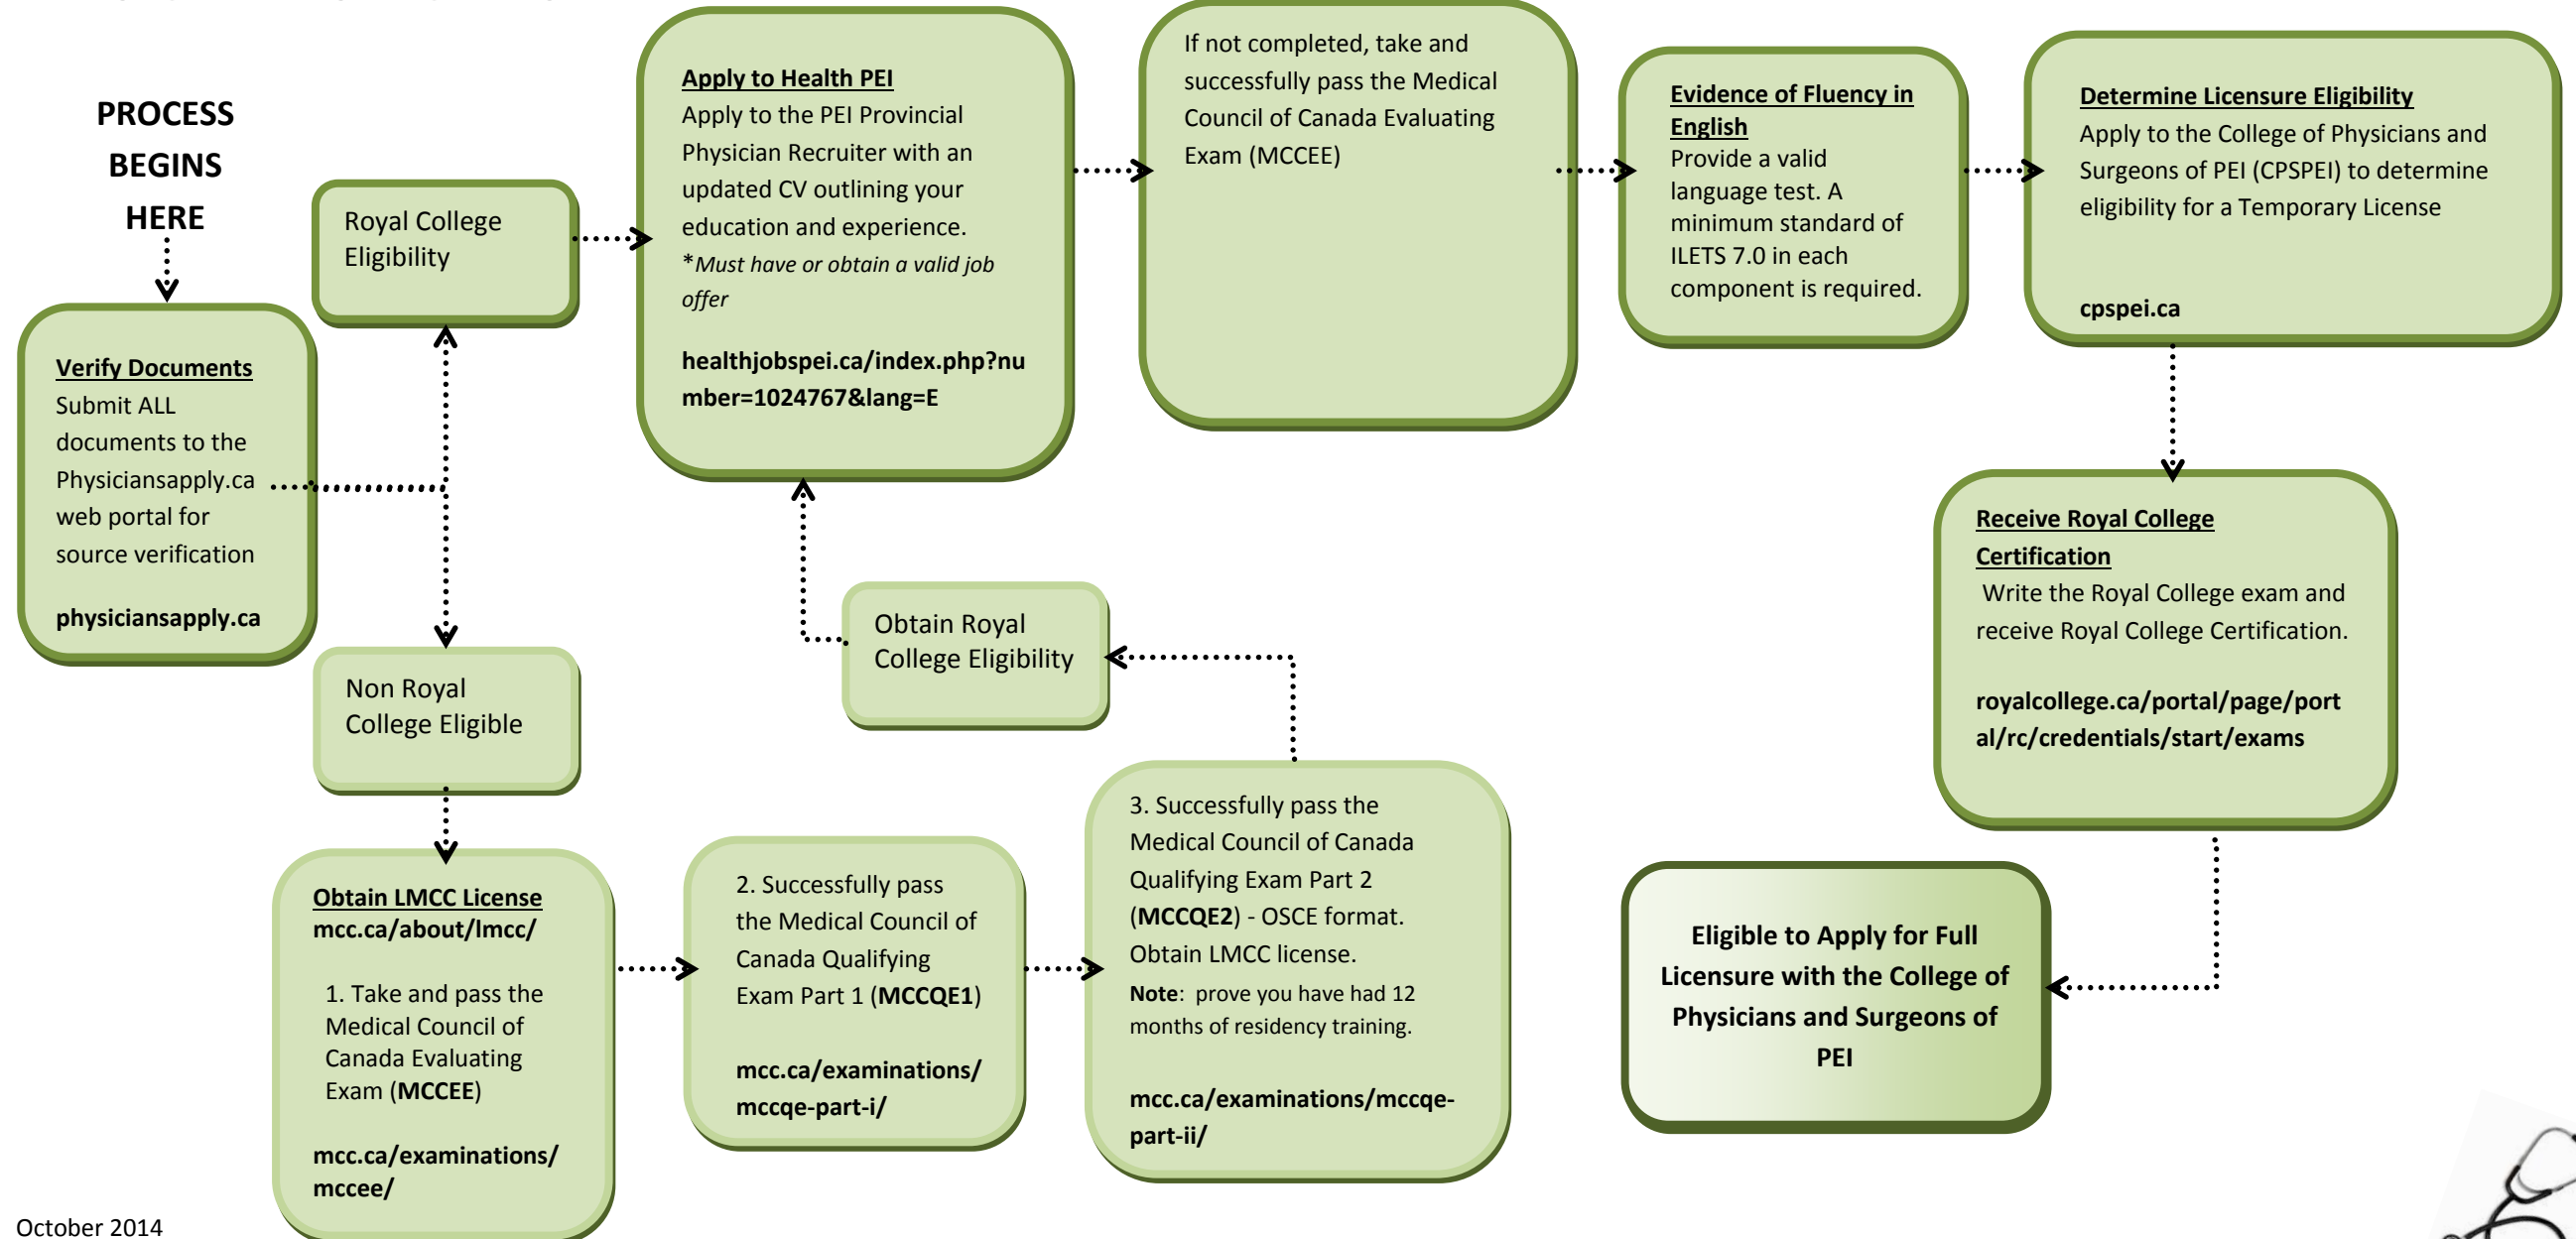 PROCESS
BEGINS
HERE
Verify Documents
Submit ALL
documents to the
Physiciansapply.ca
web portal for
source verification
physiciansapply.ca
Royal College
Eligibility
Non Royal
College Eligible
Apply to Health PEI
Apply to the PEI Provincial
Physician Recruiter with an
updated CV outlining your
education and experience.
*Must have or obtain a valid job
offer
healthjobspei.ca/index.php?nu
mber=1024767&lang=E
If not completed, take and
successfully pass the Medical
Council of Canada Evaluating
Exam (MCCEE)
Evidence of Fluency in
English
Provide a valid
language test. A
minimum standard of
ILETS 7.0 in each
component is required.
Determine Licensure Eligibility
Apply to the College of Physicians and
Surgeons of PEI (CPSPEI) to determine
eligibility for a Temporary License
cpspei.ca
Receive Royal College
Certification
Write the Royal College exam and
receive Royal College Certification.
royalcollege.ca/portal/page/port
al/rc/credentials/start/exams
Obtain Royal
College Eligibility
Obtain LMCC License
mcc.ca/about/lmcc/
1. Take and pass the
Medical Council of
Canada Evaluating
Exam (MCCEE)
mcc.ca/examinations/
mccee/
2. Successfully pass
the Medical Council of
Canada Qualifying
Exam Part 1 (MCCQE1)
mcc.ca/examinations/
mccqe-part-i/
3. Successfully pass the
Medical Council of Canada
Qualifying Exam Part 2
(MCCQE2) - OSCE format.
Obtain LMCC license.
Note: prove you have had 12
months of residency training.
mcc.ca/examinations/mccqe-
part-ii/
Eligible to Apply for Full
Licensure with the College of
Physicians and Surgeons of
PEI
October 2014